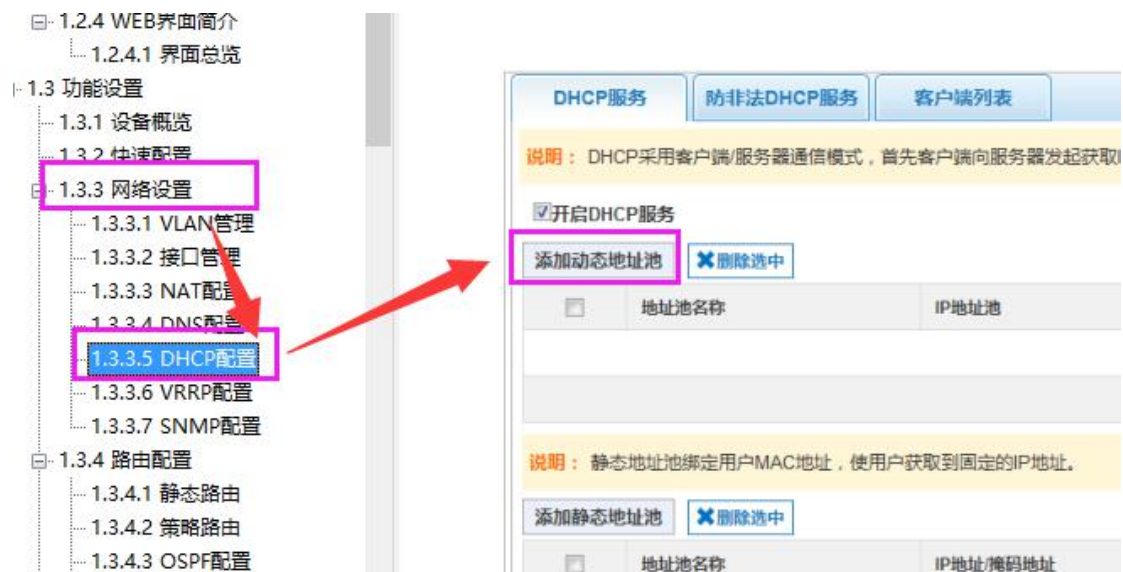 1.2.4 WEB界面简介
1.2.4.1 界面总览
1.3 功能设置
1.3.1 设备概览
1.3.2 快速配置
1.3.3 网络设置
1.3.3.1 VLAN管理
1.3.3.2 接口管理
1.3.3.3 NAT配置
1.3.3.4 DNS配置
1.3.3.5 DHCP配置
1.3.3.6 VRRP配置
1.3.3.7 SNMP配置
1.3.4 路由配置
1.3.4.1 静态路由
1.3.4.2 策略路由
1.3.4.3 OSPF配置
DHCP服务 防非法DHCP服务 客户端列表
说明： DHCP采用客户端/服务器通信模式，首先客户端向服务器发起获取
开启DHCP服务
添加动态地址池 删除选中
地址池名称 IP地址池
说明： 静态地址池绑定用户MAC地址，使用户获取到固定的IP地址。
添加静态地址池 删除选中
地址池名称 IP地址/掩码地址